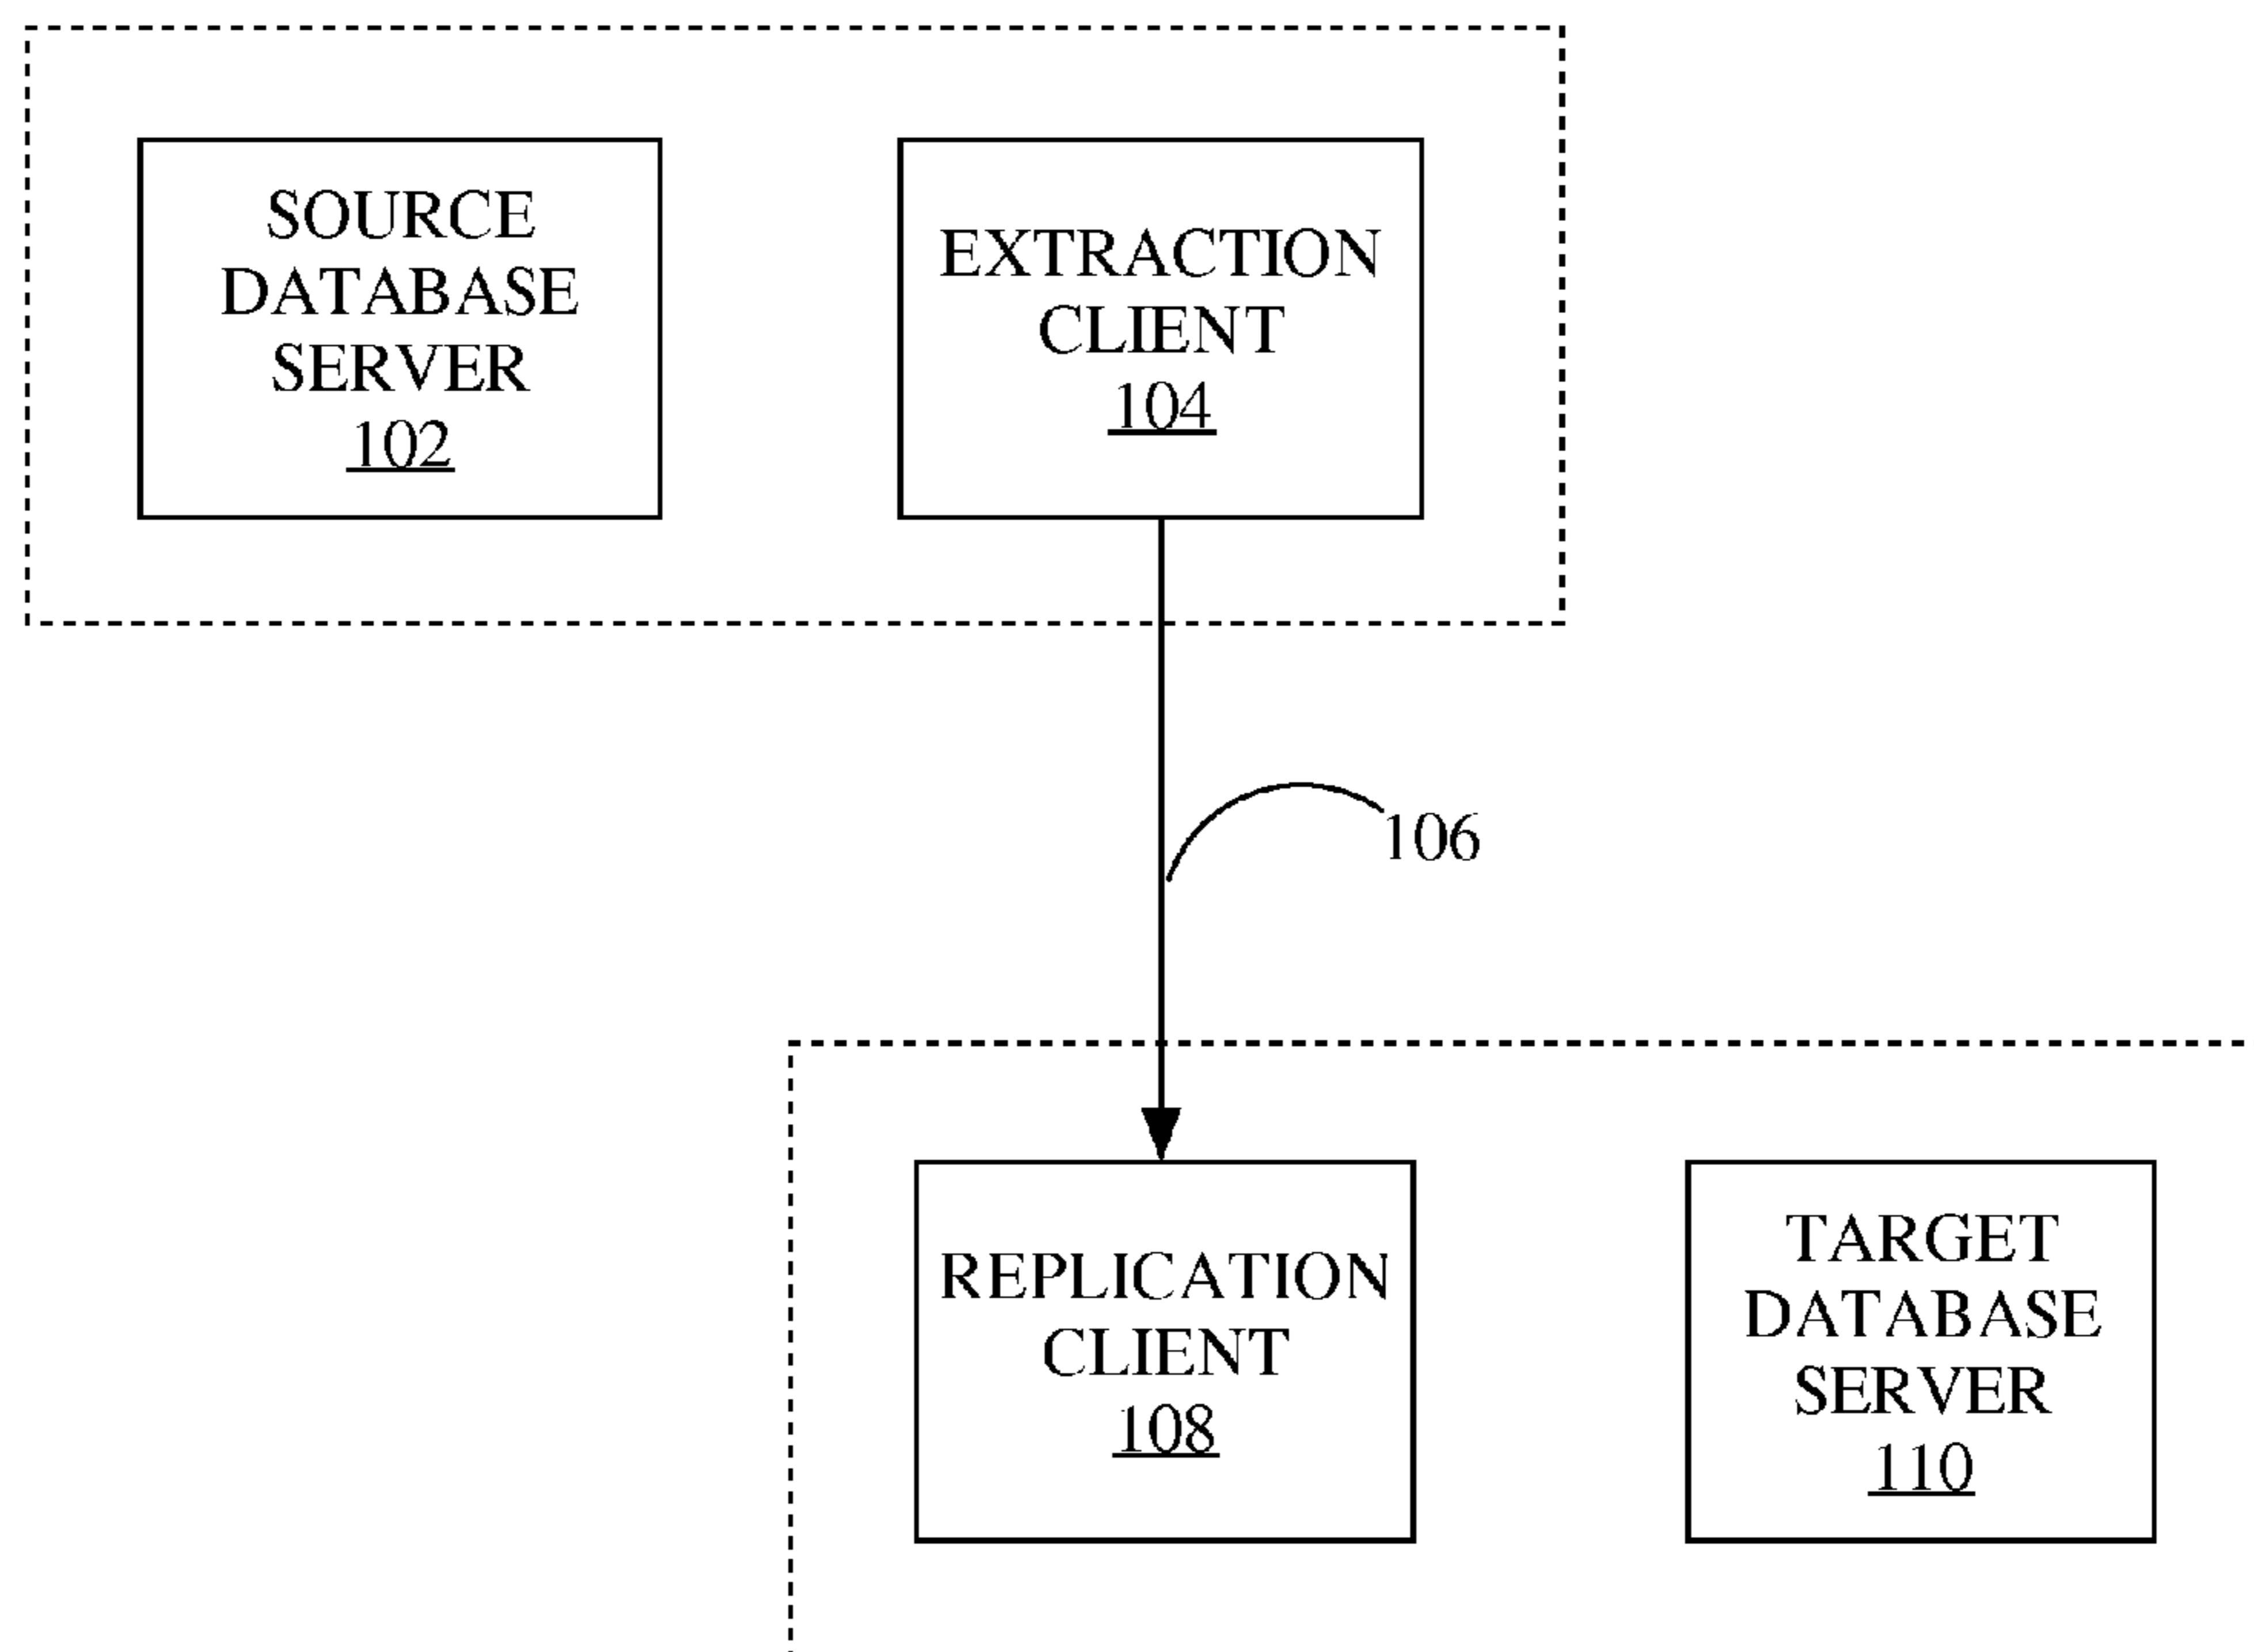 SOURCE
DATABASE
SERVER
102
EXTRACTION
CLIENT
104
106
REPLICATION
CLIENT
108
TARGET
DATABASE
SERVER
110